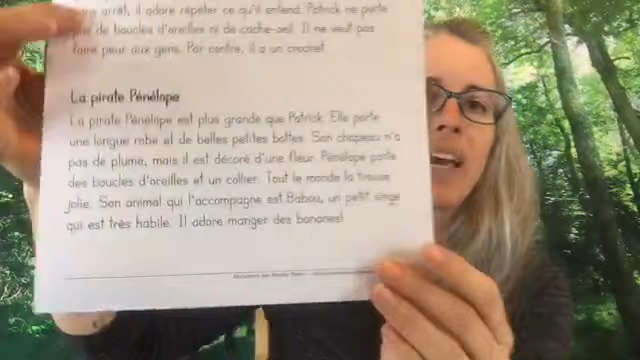 arrêt, il adore répéter ce qu'il entend. Patrick ne porte
pas de boucles d'oreilles ni de cache-œil. Il ne veut pas
faire peur aux gens. Par contre, il a un crochet.
La pirate Pénélope
La pirate Pénélope est plus grande que Patrick. Elle porte
une longue robe et de belles petites bottes. Son chapeau n'a
pas de plume, mais il est décoré d'une fleur. Pénélope porte
des boucles d'oreilles et un collier. Tout le monde la trouve
jolie. Son animal qui l'accompagne est Babou, un petit singe
qui est très habile. Il adore manger des bananes!